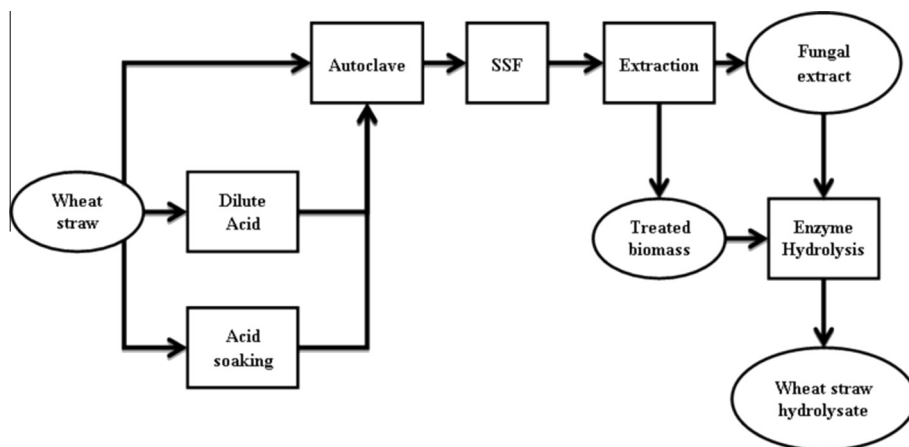 Autoclave
SSF
Extraction
Fungal
extract
Wheat
straw
Dilute
Acid
Treated
biomass
Enzyme
Hydrolysis
Acid
soaking
Wheat straw
hydrolysate